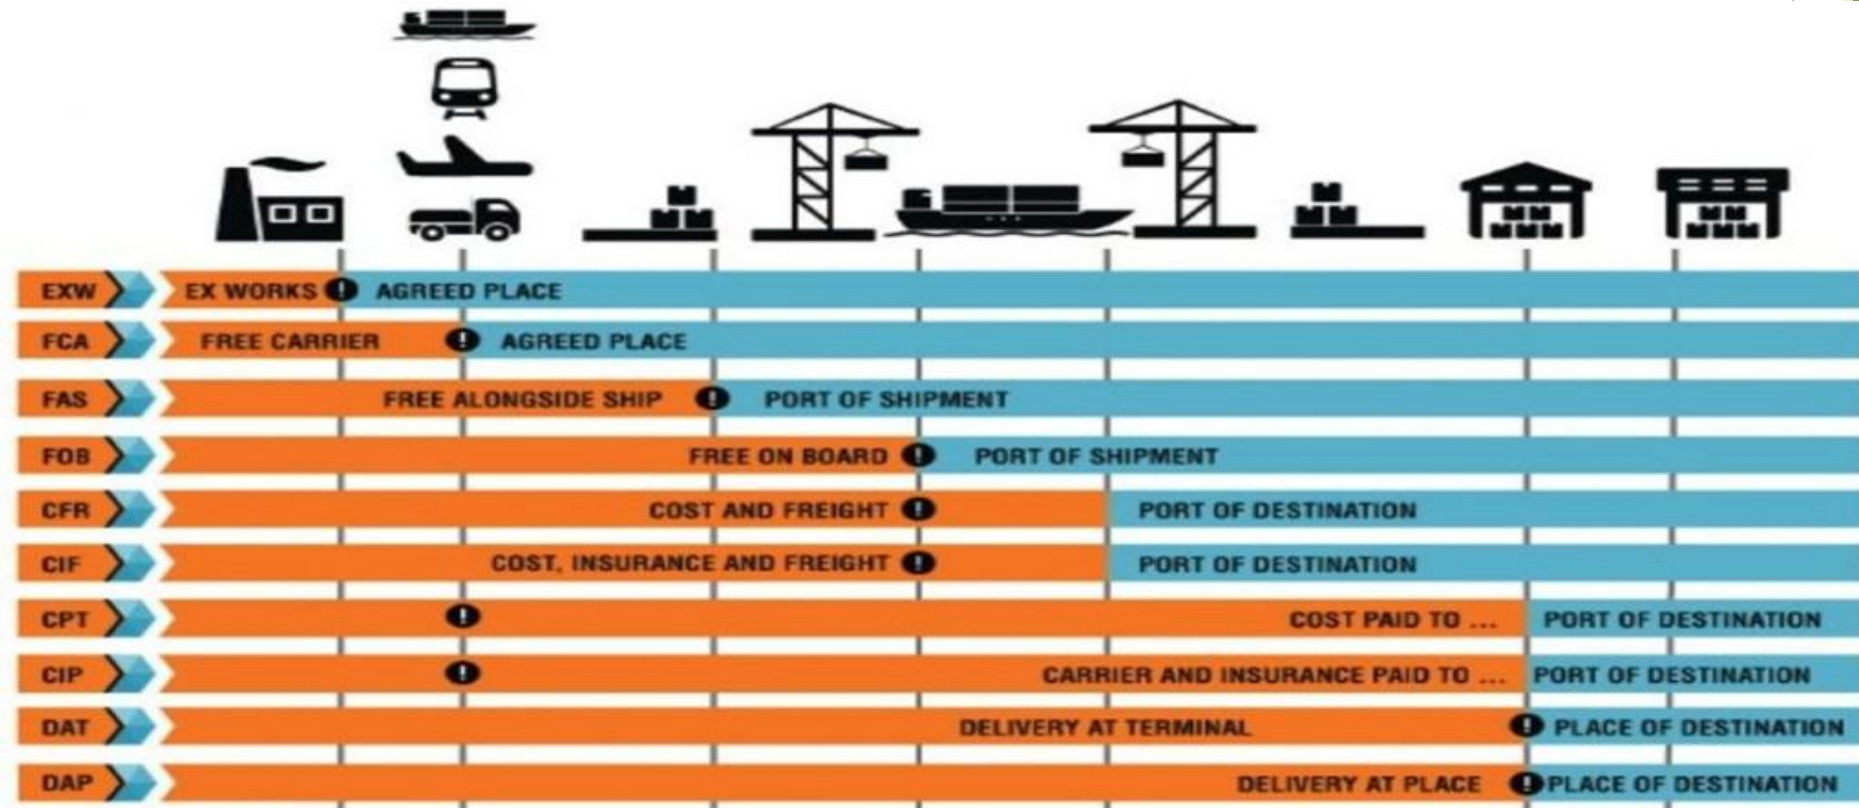 EXW EX WORKS ! AGREED PLACE
FCA FREE CARRIER ! AGREED PLACE
FAS FREE ALONGSIDE SHIP ! PORT OF SHIPMENT
FOB FREE ON BOARD ! PORT OF SHIPMENT
CFR COST AND FREIGHT ! PORT OF DESTINATION
CIF COST, INSURANCE AND FREIGHT ! PORT OF DESTINATION
CPT ! COST PAID TO ... PORT OF DESTINATION
CIP ! CARRIER AND INSURANCE PAID TO ... PORT OF DESTINATION
DAT DELIVERY AT TERMINAL ! PLACE OF DESTINATION
DAP DELIVERY AT PLACE ! PLACE OF DESTINATION